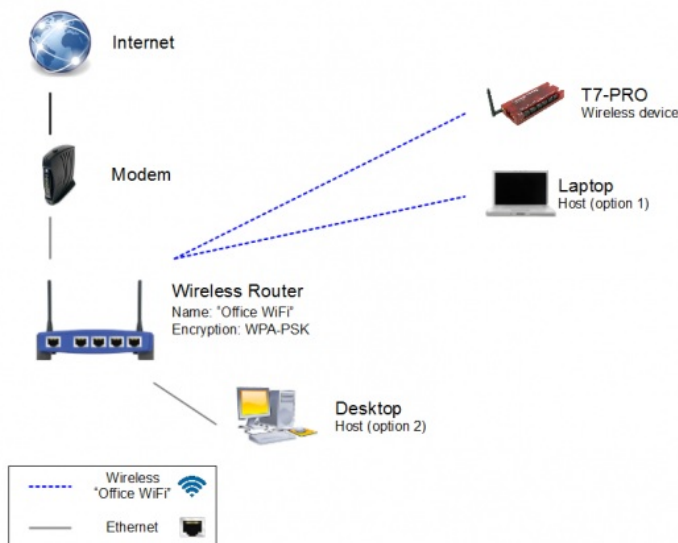 Internet
T7-PRO
Wireless device
Modem
Laptop
Host (option 1)
Wireless Router
Name: "Office WiFi"
Encryption: WPA-PSK
Desktop
Host (option 2)
Wireless
"Office WiFi"
Ethernet